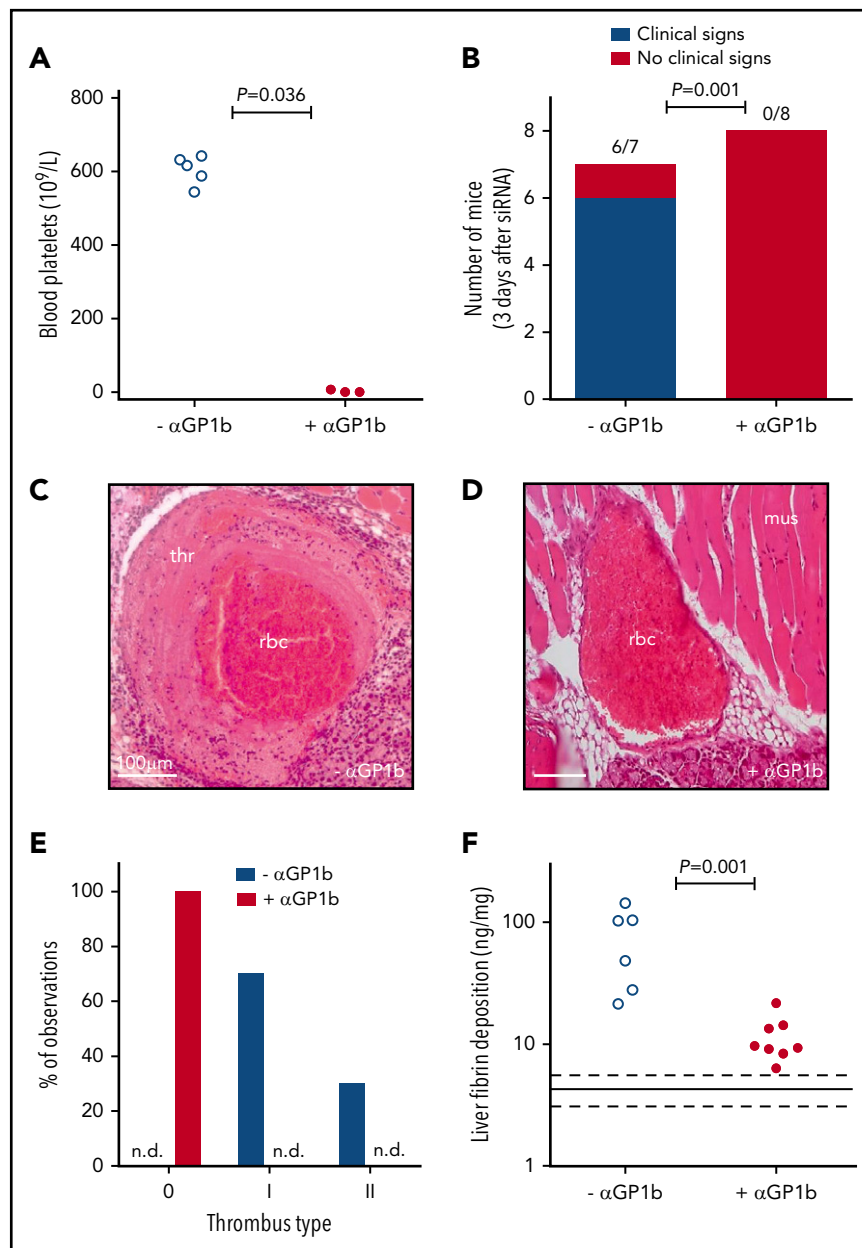 A
P=0.036
Blood platelets (10⁹/L)
800
600
400
200
0
- αGP1b
+ αGP1b
B
Clinical signs
No clinical signs
P=0.001
6/7
0/8
Number of mice
(3 days after siRNA)
8
6
4
2
0
- αGP1b
+ αGP1b
C
thr
rbc
100μm
- αGP1b
D
mus
rbc
+ αGP1b
E
- αGP1b
+ αGP1b
% of observations
100
80
60
40
20
0
n.d.
n.d.
n.d.
0
I
II
Thrombus type
F
P=0.001
Liver fibrin deposition (ng/mg)
100
10
1
- αGP1b
+ αGP1b